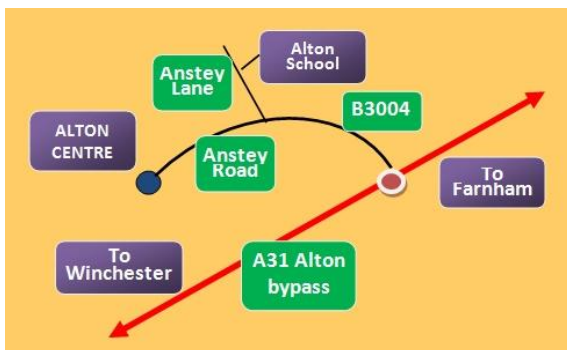 Alton
School
Anstey
Lane
B3004
ALTON
CENTRE
Anstey
Road
To
Farnham
To
Winchester
A31 Alton
bypass